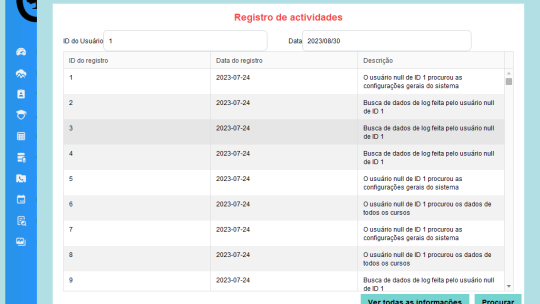 Registro de actividades
ID do Usuário 1 Data 2023/08/30
ID do registro Data do registro Descrição
1 2023-07-24 O usuário null de ID 1 procurou as
configurações gerais do sistema
2 2023-07-24 Busca de dados de log feita pelo usuário null
de ID 1
3 2023-07-24 Busca de dados de log feita pelo usuário null
de ID 1
4 2023-07-24 Busca de dados de log feita pelo usuário null
de ID 1
5 2023-07-24 O usuário null de ID 1 procurou as
configurações gerais do sistema
6 2023-07-24 O usuário null de ID 1 procurou os dados de
todos os cursos
7 2023-07-24 O usuário null de ID 1 procurou as
configurações gerais do sistema
8 2023-07-24 O usuário null de ID 1 procurou os dados de
todos os cursos
9 2023-07-24 Busca de dados de log feita pelo usuário null
de ID 1
Ver todas as informações Procurar